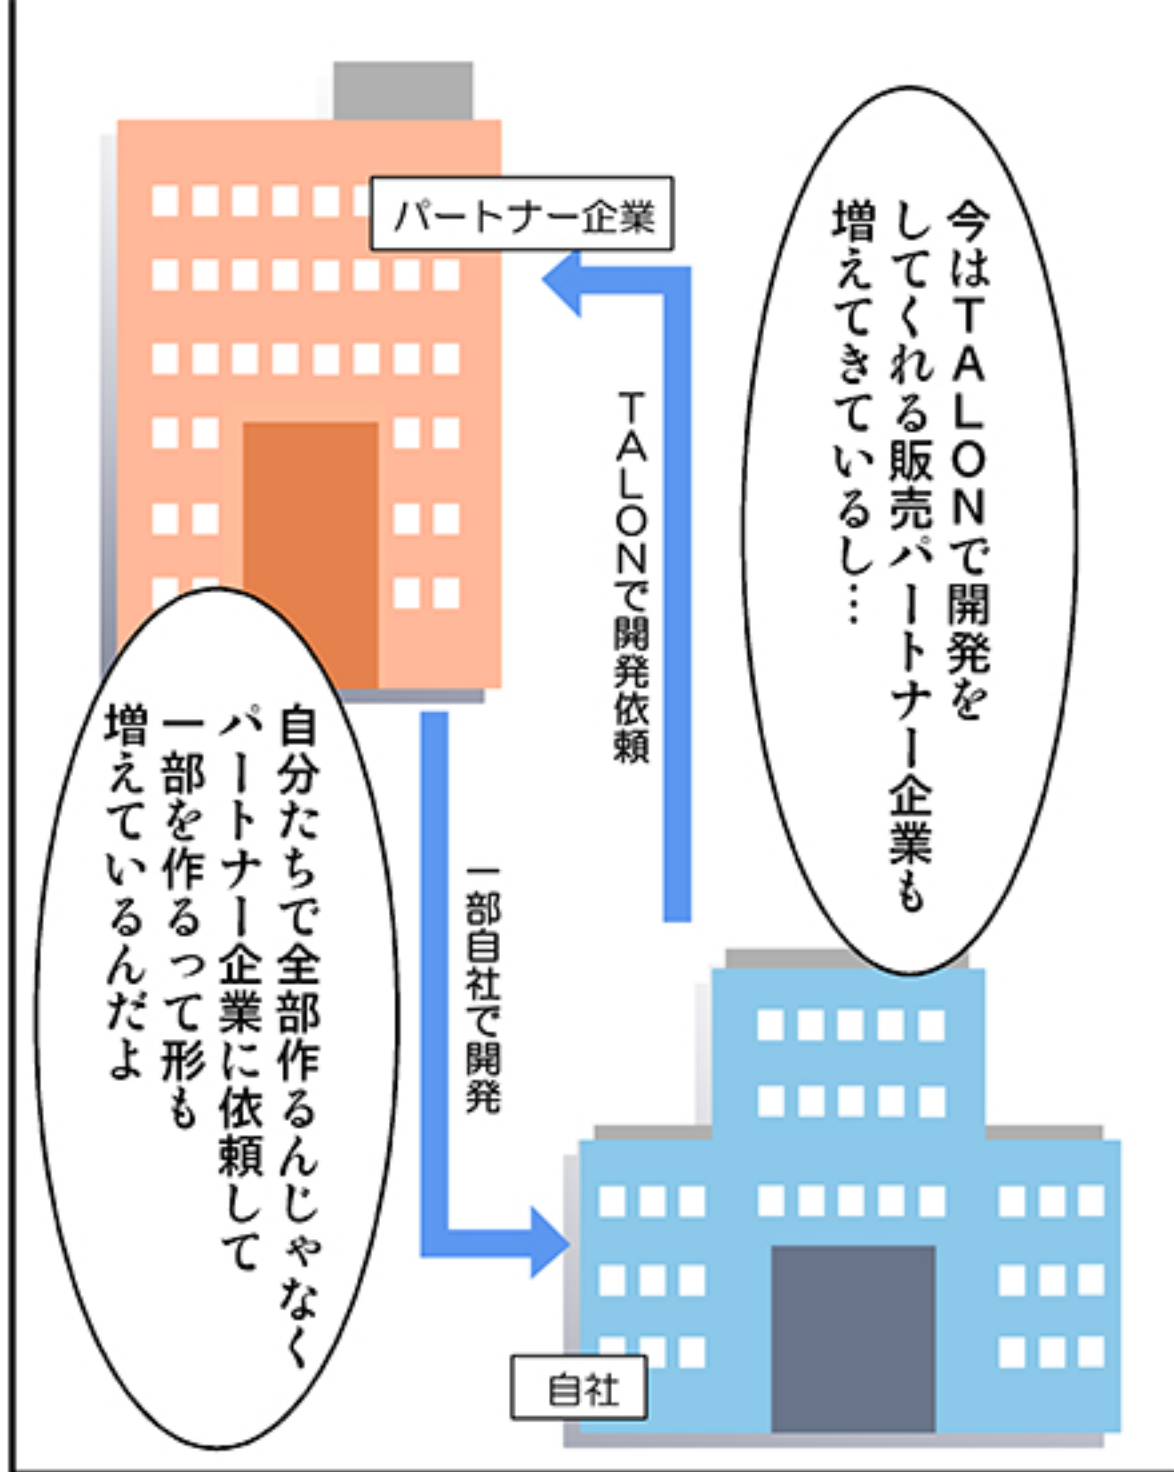 今はTALONで開発を
してくれる販売パートナー企業も
増えてきているし…
パートナー企業
TALONで開発依頼
一部自社で開発
自分たちで全部作るんじゃなく
パートナー企業に依頼して
一部を作るって形も
増えているんだよ
自社